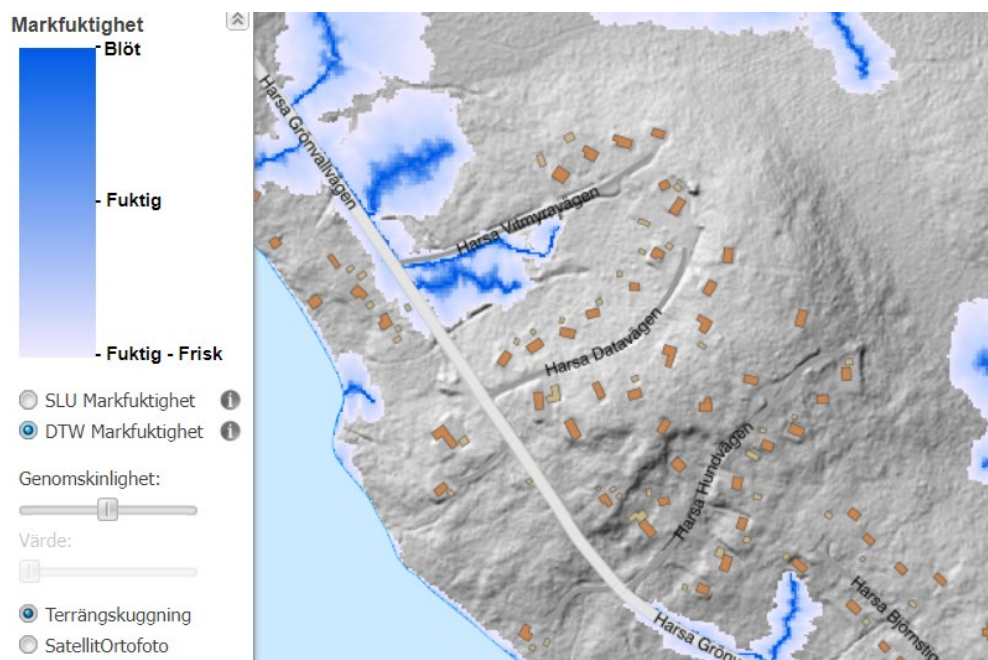 Markfuktighet
Blöt
Fuktig
Fuktig - Frisk
SLU Markfuktighet
DTW Markfuktighet
Genomskinlighet:
Värde:
Terrängskuggning
SatellitOrtofoto
Harsa Grönvallvägen
Harsa Vitmyravägen
Harsa Datavägen
Harsa Hundvägen
Harsa Björnstig
Harsa Grönv